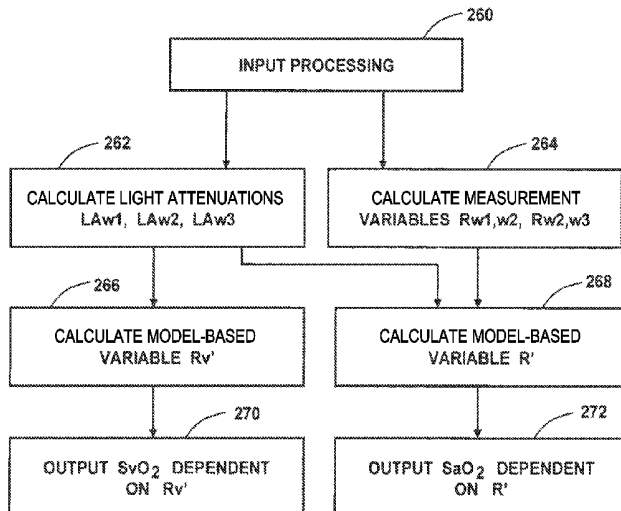 260
INPUT PROCESSING
262
CALCULATE LIGHT ATTENUATIONS
LAw1, LAw2, LAw3
264
CALCULATE MEASUREMENT
VARIABLES Rw1,w2, Rw2,w3
266
CALCULATE MODEL-BASED
VARIABLE Rv'
268
CALCULATE MODEL-BASED
VARIABLE R'
270
OUTPUT SvO₂ DEPENDENT
ON Rv'
272
OUTPUT SaO₂ DEPENDENT
ON R'